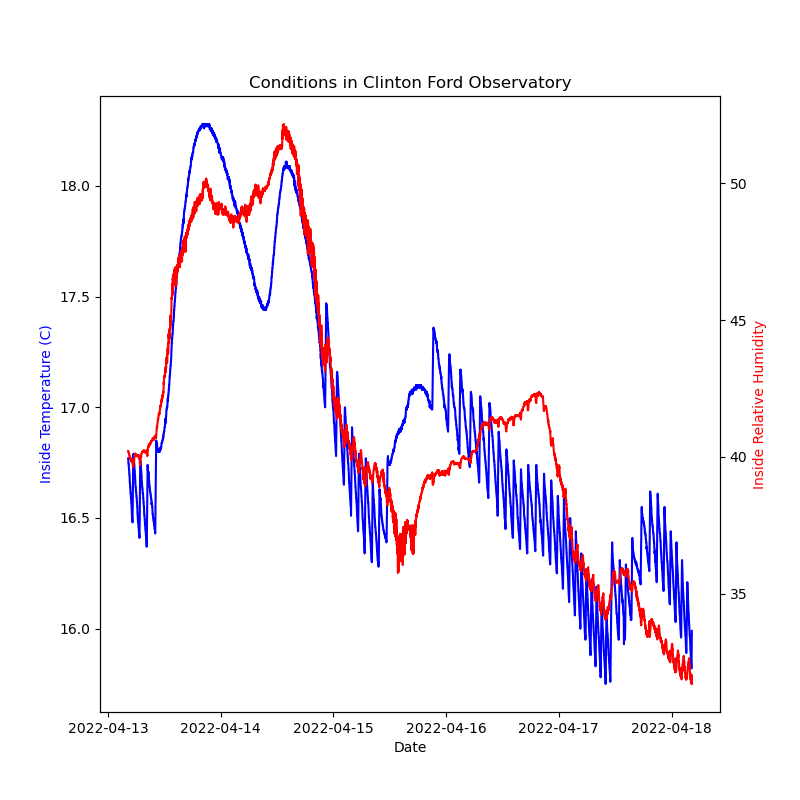 Conditions in Clinton Ford Observatory
Inside Temperature (C)
18.0
17.5
17.0
16.5
16.0
50
45
40
35
Inside Relative Humidity
2022-04-13 2022-04-14 2022-04-15 2022-04-16 2022-04-17 2022-04-18
Date